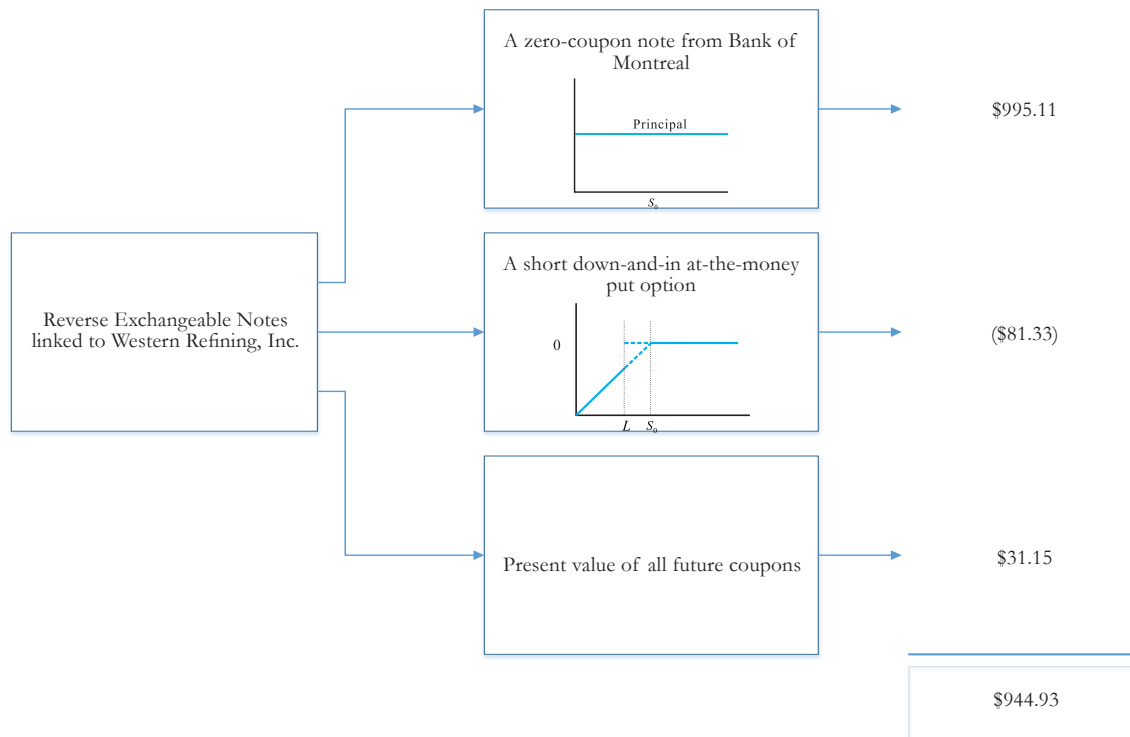 A zero-coupon note from Bank of
Montreal
Principal
S₀
$995.11
Reverse Exchangeable Notes
linked to Western Refining, Inc.
A short down-and-in at-the-money
put option
0
L S₀
($81.33)
Present value of all future coupons
$31.15
$944.93